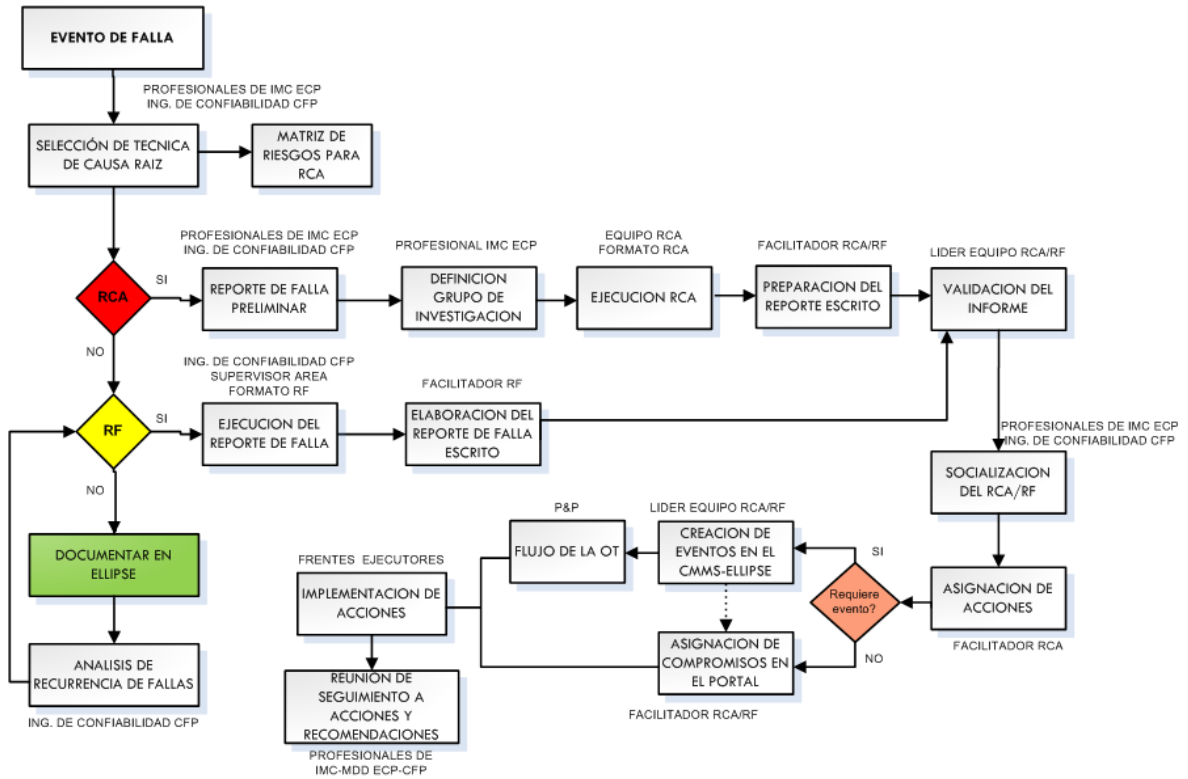 EVENTO DE FALLA
PROFESIONALES DE IMC ECP
ING. DE CONFIABILIDAD CFP
SELECCIÓN DE TECNICA
DE CAUSA RAIZ
MATRIZ DE
RIESGOS PARA
RCA
RCA
SI
NO
PROFESIONALES DE IMC ECP
ING. DE CONFIABILIDAD CFP
REPORTE DE FALLA
PRELIMINAR
PROFESIONAL IMC ECP
DEFINICION
GRUPO DE
INVESTIGACION
EQUIPO RCA
FORMATO RCA
EJECUCION RCA
FACILITADOR RCA/RF
PREPARACION DEL
REPORTE ESCRITO
LIDER EQUIPO RCA/RF
VALIDACION DEL
INFORME
RF
SI
NO
ING. DE CONFIABILIDAD CFP
SUPERVISOR AREA
FORMATO RF
EJECUCION DEL
REPORTE DE FALLA
FACILITADOR RF
ELABORACION DEL
REPORTE DE FALLA
ESCRITO
PROFESIONALES DE IMC ECP
ING. DE CONFIABILIDAD CFP
SOCIALIZACION
DEL RCA/RF
ASIGNACION DE
ACCIONES
FACILITADOR RCA
Requiere
evento?
SI
NO
LIDER EQUIPO RCA/RF
CREACION DE
EVENTOS EN EL
CMMS-ELLIPSE
P&P
FLUJO DE LA OT
ASIGNACION DE
COMPROMISOS EN
EL PORTAL
FACILITADOR RCA/RF
FRENTES EJECUTORES
IMPLEMENTACION DE
ACCIONES
REUNIÓN DE
SEGUIMIENTO A
ACCIONES Y
RECOMENDACIONES
PROFESIONALES DE
IMC-MDD ECP-CFP
DOCUMENTAR EN
ELLIPSE
ANALISIS DE
RECURRENCIA DE FALLAS
ING. DE CONFIABILIDAD CFP